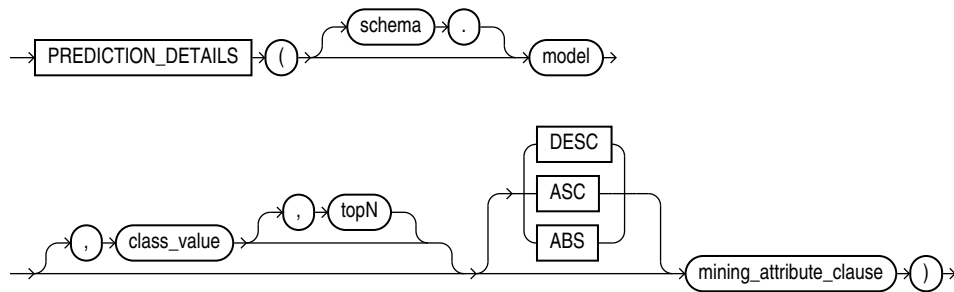 schema .
PREDICTION_DETAILS ( model
DESC
, topN ASC
, class_value ABS
mining_attribute_clause )